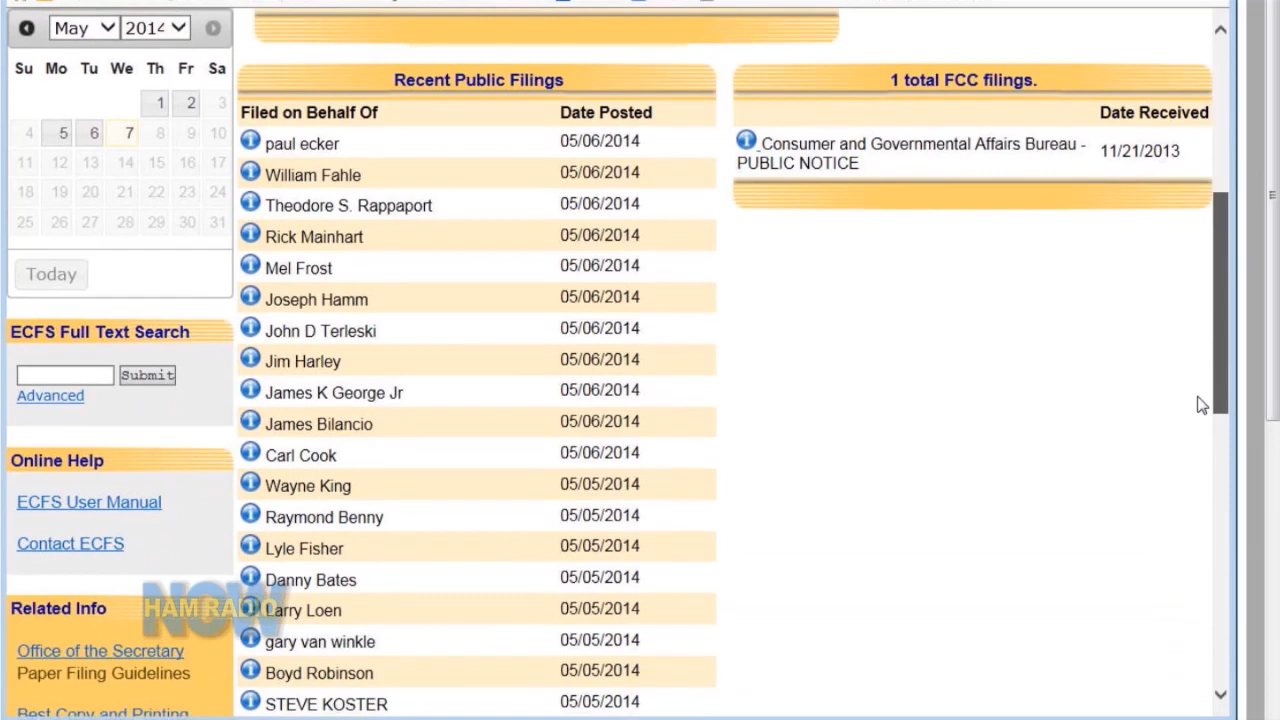 May 2014
Su Mo Tu We Th Fr Sa
1 2 3
4 5 6 7 8 9 10
11 12 13 14 15 16 17
18 19 20 21 22 23 24
25 26 27 28 29 30 31
Today
ECFS Full Text Search
Submit
Advanced
Online Help
ECFS User Manual
Contact ECFS
Related Info
Office of the Secretary
Paper Filing Guidelines
Best Copy and Printing
Recent Public Filings
Filed on Behalf Of Date Posted
paul ecker 05/06/2014
William Fahle 05/06/2014
Theodore S. Rappaport 05/06/2014
Rick Mainhart 05/06/2014
Mel Frost 05/06/2014
Joseph Hamm 05/06/2014
John D Terleski 05/06/2014
Jim Harley 05/06/2014
James K George Jr 05/06/2014
James Bilancio 05/06/2014
Carl Cook 05/06/2014
Wayne King 05/05/2014
Raymond Benny 05/05/2014
Lyle Fisher 05/05/2014
Danny Bates 05/05/2014
Larry Loen 05/05/2014
gary van winkle 05/05/2014
Boyd Robinson 05/05/2014
STEVE KOSTER 05/05/2014
1 total FCC filings.
Date Received
Consumer and Governmental Affairs Bureau - 11/21/2013
PUBLIC NOTICE
HAM RADIO
NOW